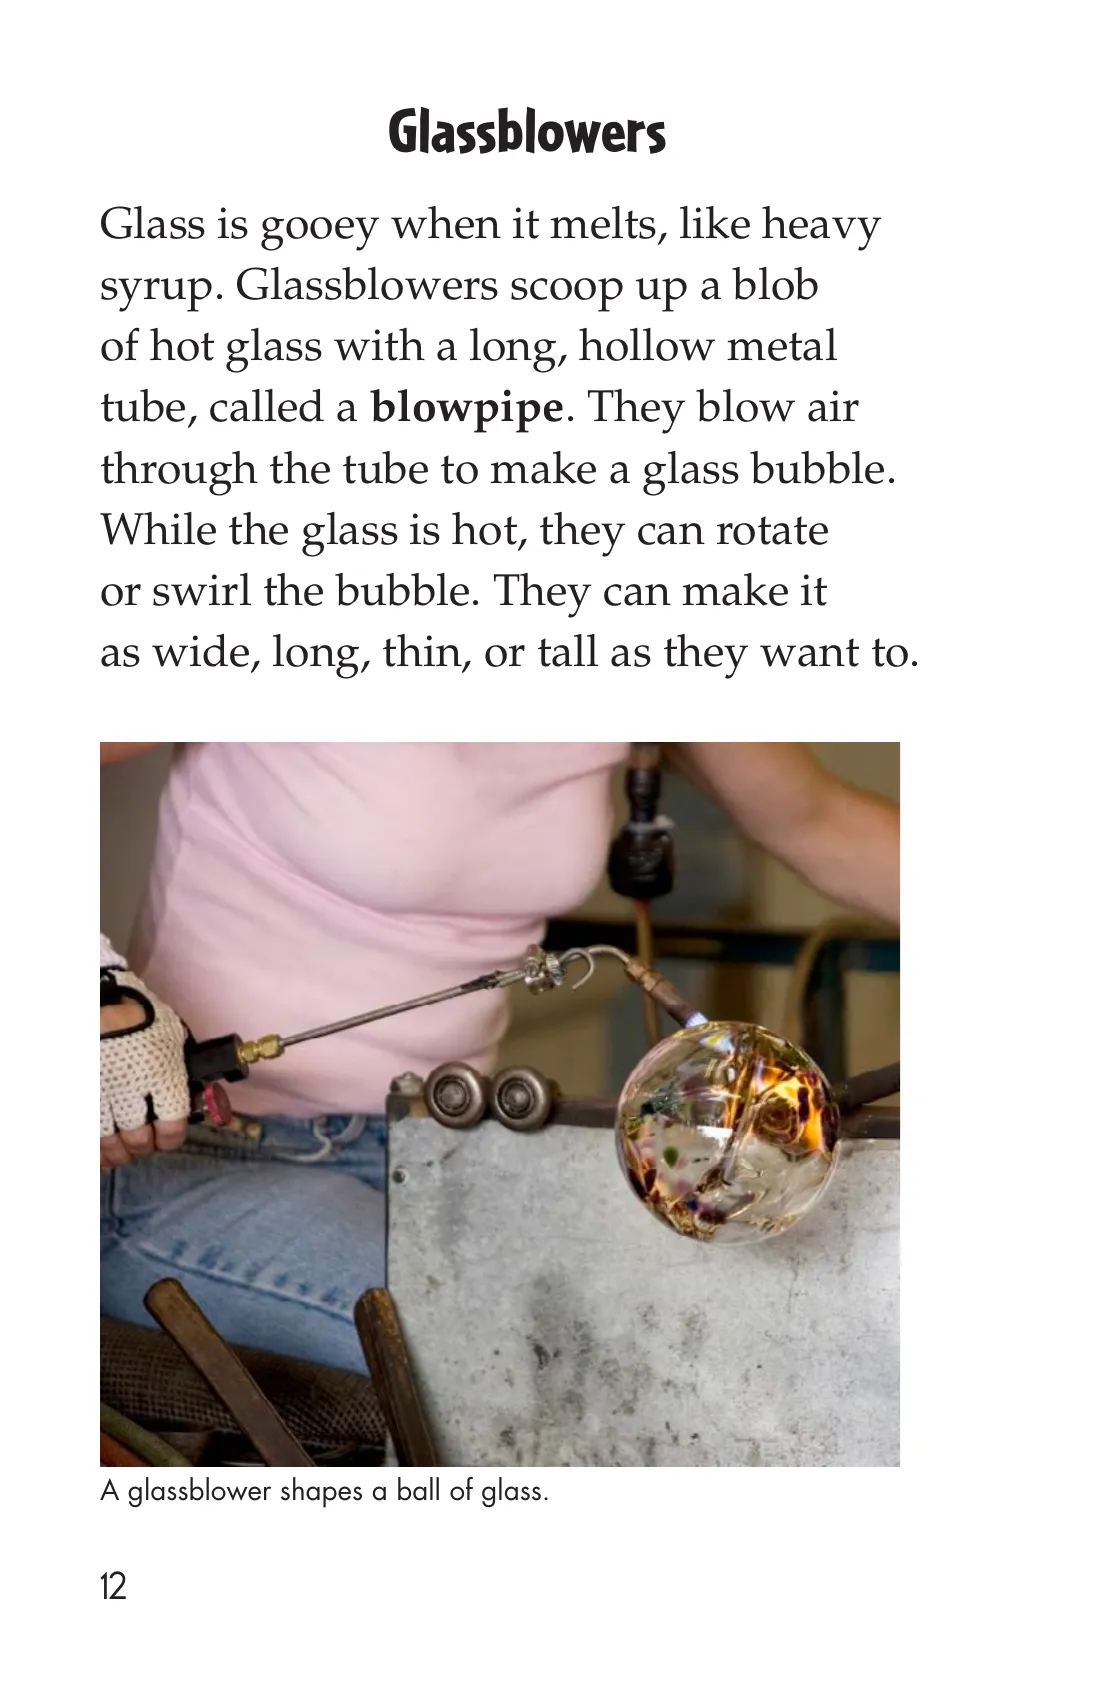 Glassblowers
Glass is gooey when it melts, like heavy
syrup. Glassblowers scoop up a blob
of hot glass with a long, hollow metal
tube, called a blowpipe. They blow air
through the tube to make a glass bubble.
While the glass is hot, they can rotate
or swirl the bubble. They can make it
as wide, long, thin, or tall as they want to.
A glassblower shapes a ball of glass.
12